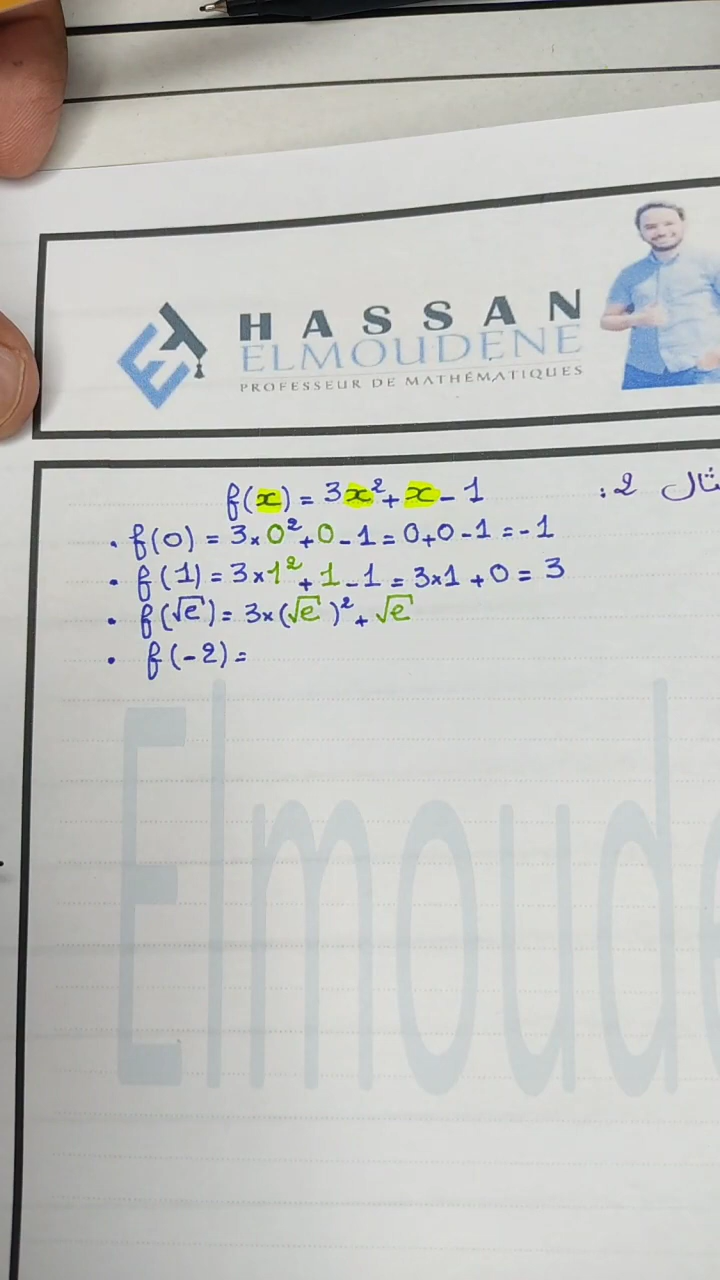 HASSAN
ELMOUDENE
PROFESSEUR DE MATHÉMATIQUES
f(x) = 3x² + x - 1
: 2
• f(0) = 3×0² + 0 - 1 = 0 + 0 - 1 = -1
• f(1) = 3×1² + 1 - 1 = 3×1 + 0 = 3
• f(√e) = 3×(√e)² + √e
• f(-2) =
Elmoude